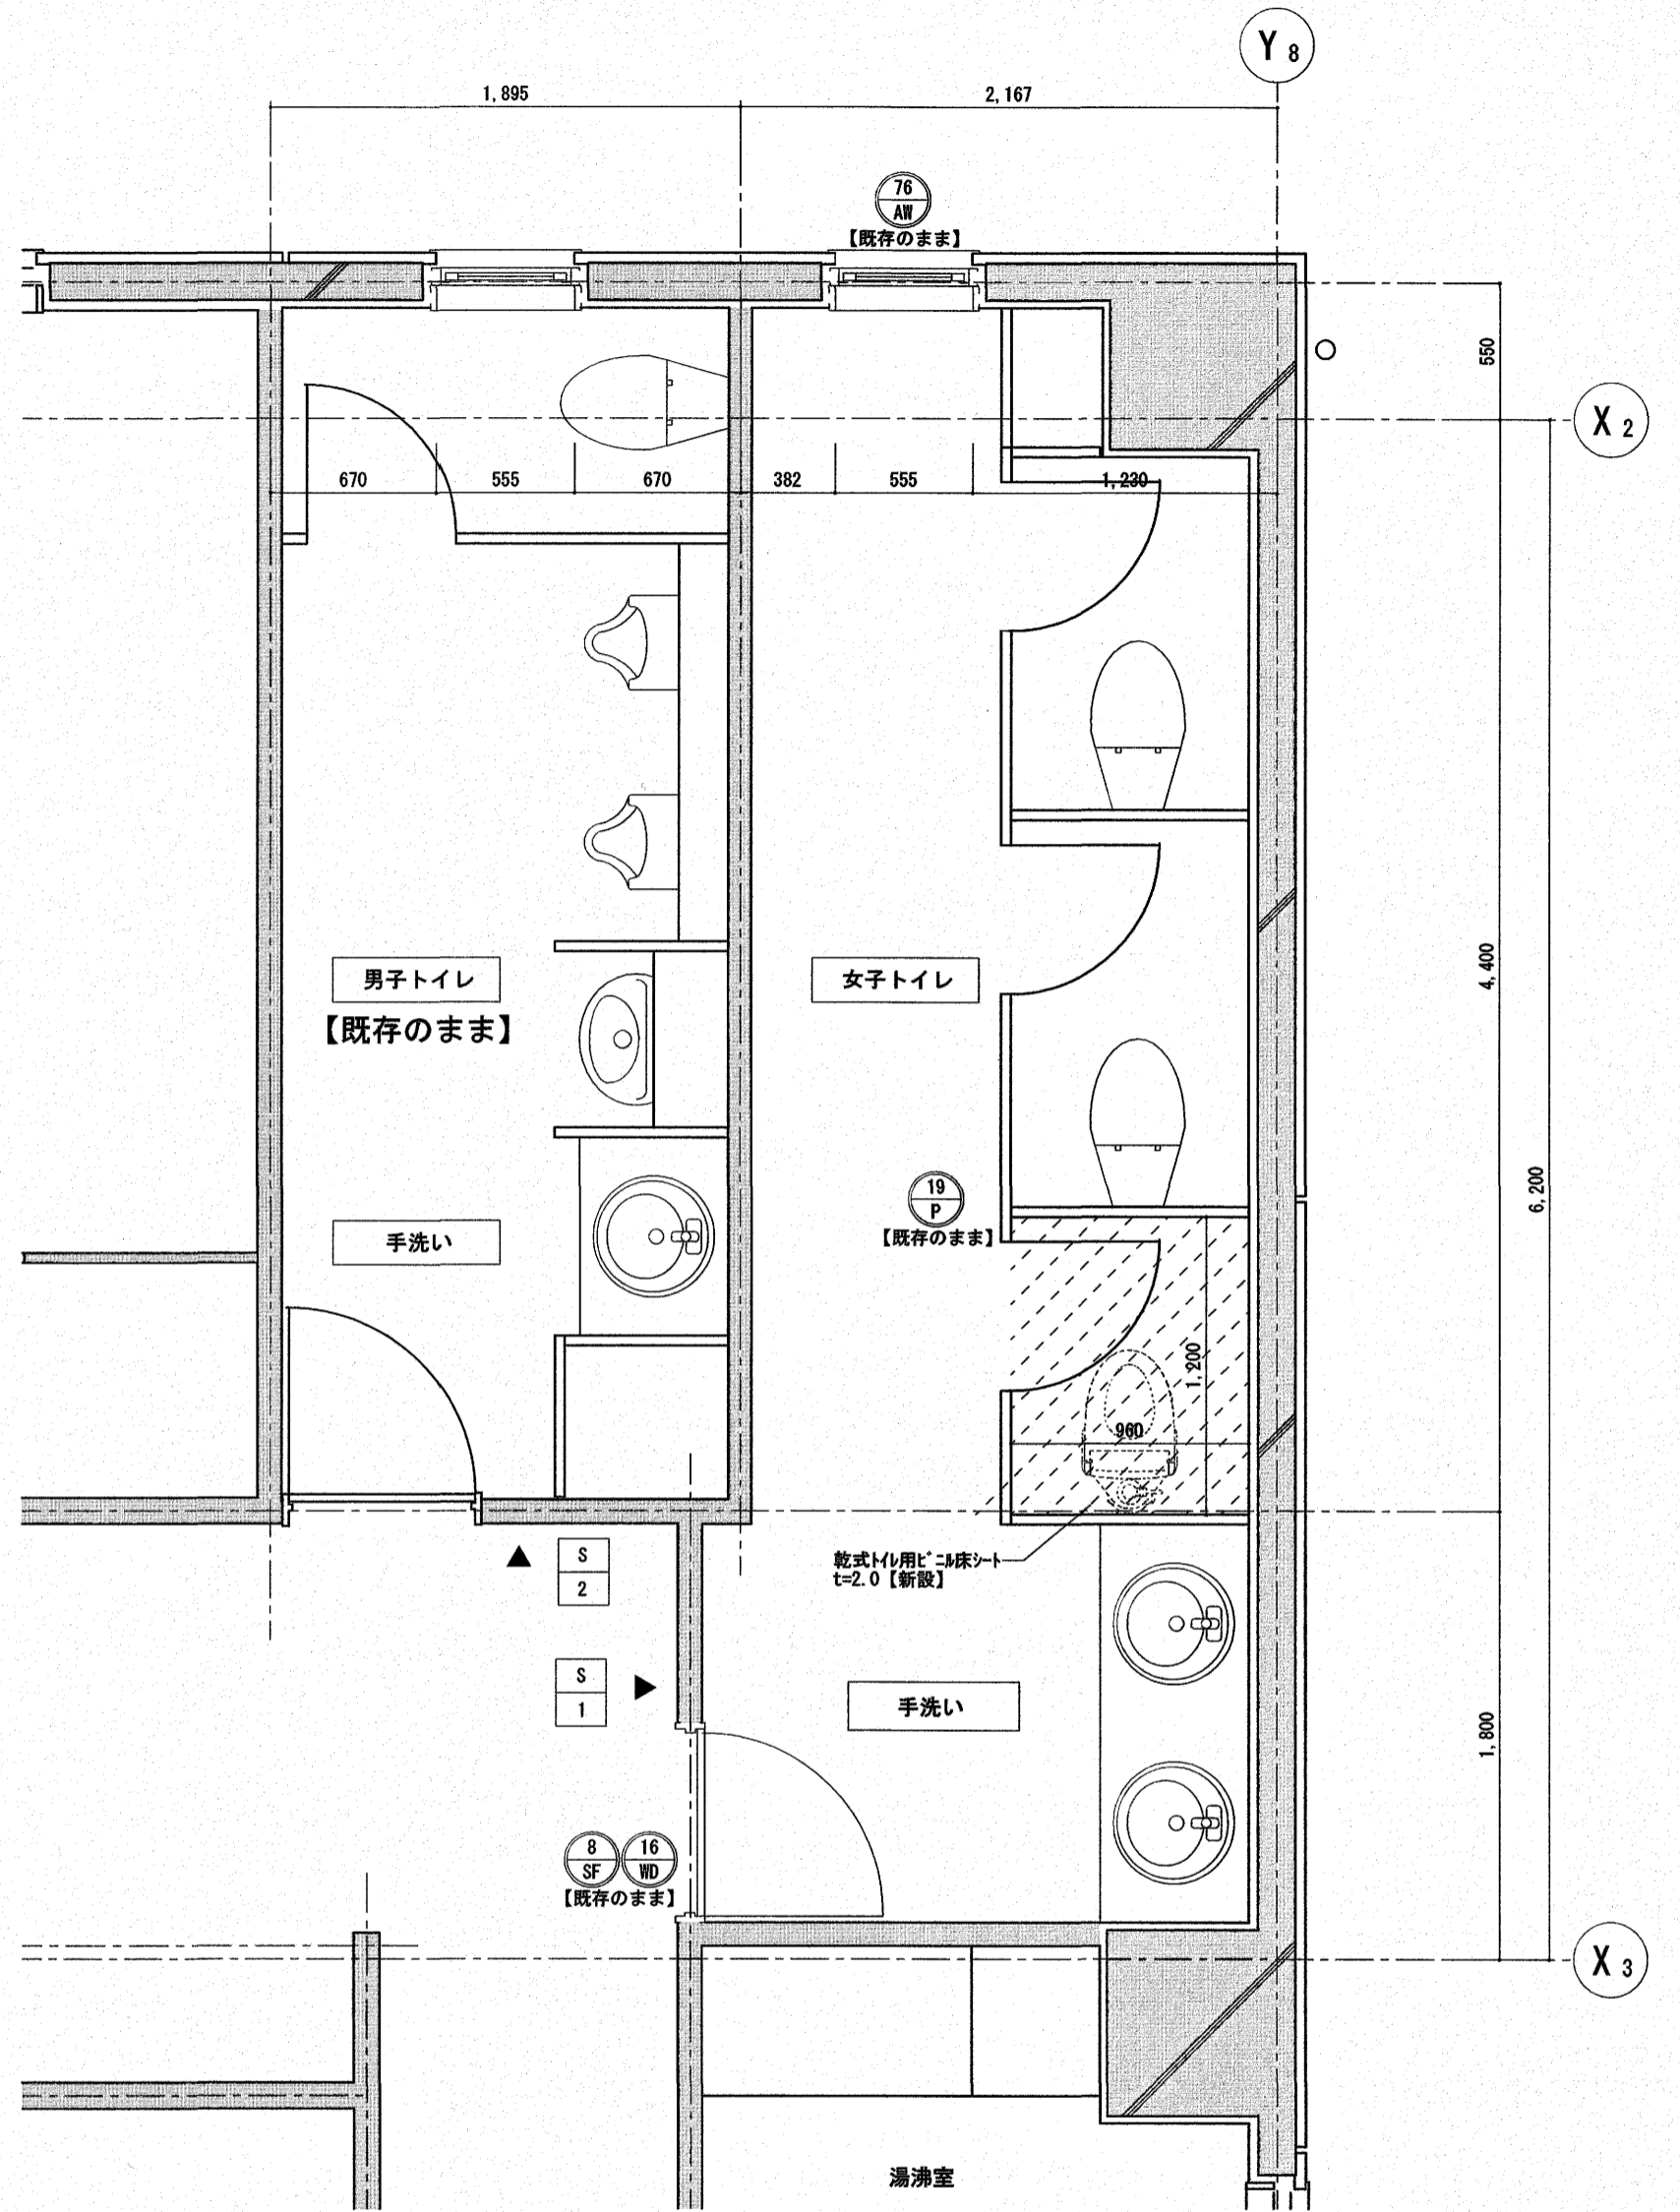 Y8
1,895
2,167
76
AW
【既存のまま】
550
X2
670
555
670
382
555
1,230
男子トイレ
【既存のまま】
女子トイレ
4,400
6,200
19
P
【既存のまま】
手洗い
1,200
960
乾式トイレ用ビニル床シート
t=2.0【新設】
S
2
S
1
手洗い
1,800
8
SF
16
WD
【既存のまま】
X3
湯沸室